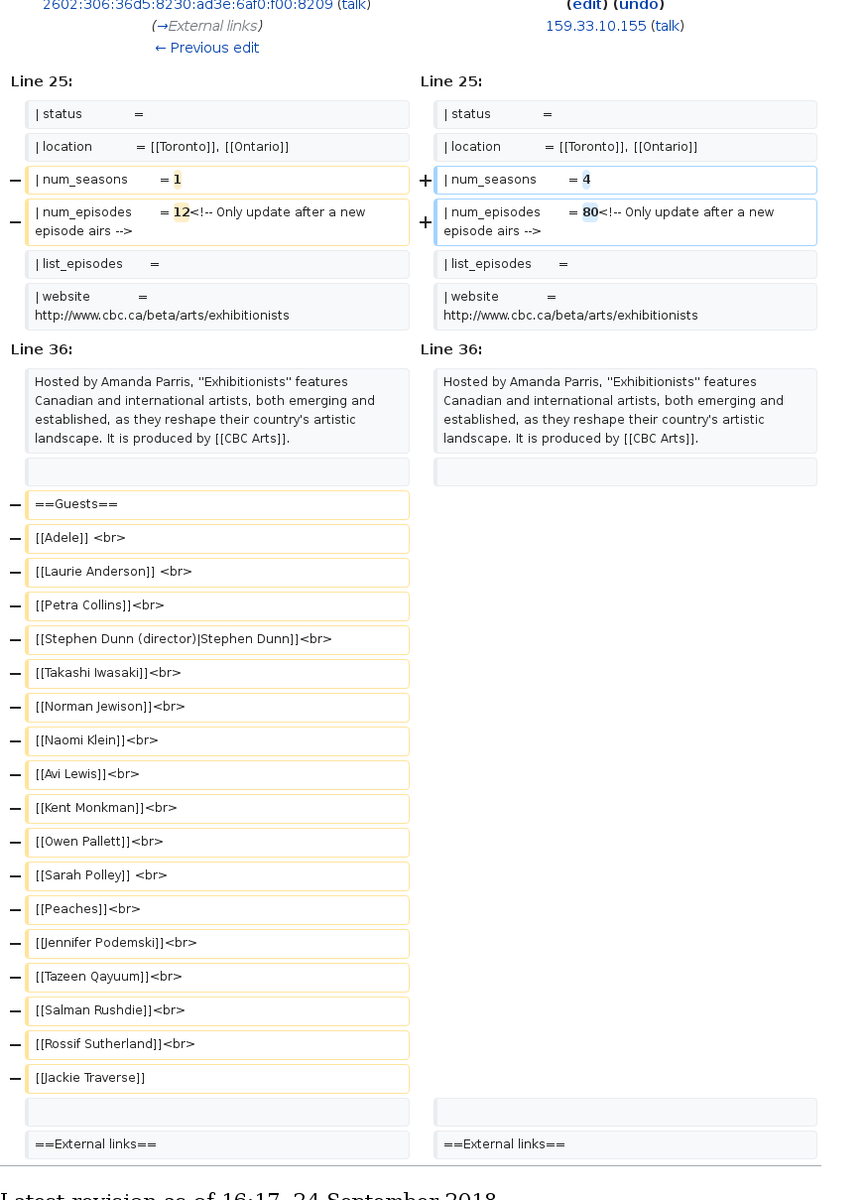 2602:306:36d5:8230:ad3e:6af0:f00:8209 (talk)
(→External links)
← Previous edit
(edit) (undo)
159.33.10.155 (talk)
Line 25:
Line 25:
| status =
| status =
| location = [[Toronto]], [[Ontario]]
| location = [[Toronto]], [[Ontario]]
− | num_seasons = 1
+ | num_seasons = 4
− | num_episodes = 12<!-- Only update after a new
episode airs -->
+ | num_episodes = 80<!-- Only update after a new
episode airs -->
| list_episodes =
| list_episodes =
| website =
http://www.cbc.ca/beta/arts/exhibitionists
| website =
http://www.cbc.ca/beta/arts/exhibitionists
Line 36:
Line 36:
Hosted by Amanda Parris, "Exhibitionists" features
Canadian and international artists, both emerging and
established, as they reshape their country's artistic
landscape. It is produced by [[CBC Arts]].
Hosted by Amanda Parris, "Exhibitionists" features
Canadian and international artists, both emerging and
established, as they reshape their country's artistic
landscape. It is produced by [[CBC Arts]].
− ==Guests==
− [[Adele]] <br>
− [[Laurie Anderson]] <br>
− [[Petra Collins]]<br>
− [[Stephen Dunn (director)|Stephen Dunn]]<br>
− [[Takashi Iwasaki]]<br>
− [[Norman Jewison]]<br>
− [[Naomi Klein]]<br>
− [[Avi Lewis]]<br>
− [[Kent Monkman]]<br>
− [[Owen Pallett]]<br>
− [[Sarah Polley]] <br>
− [[Peaches]]<br>
− [[Jennifer Podemski]]<br>
− [[Tazeen Qayuum]]<br>
− [[Salman Rushdie]]<br>
− [[Rossif Sutherland]]<br>
− [[Jackie Traverse]]
==External links==
==External links==
Latest revision as of 16:17, 24 September 2018